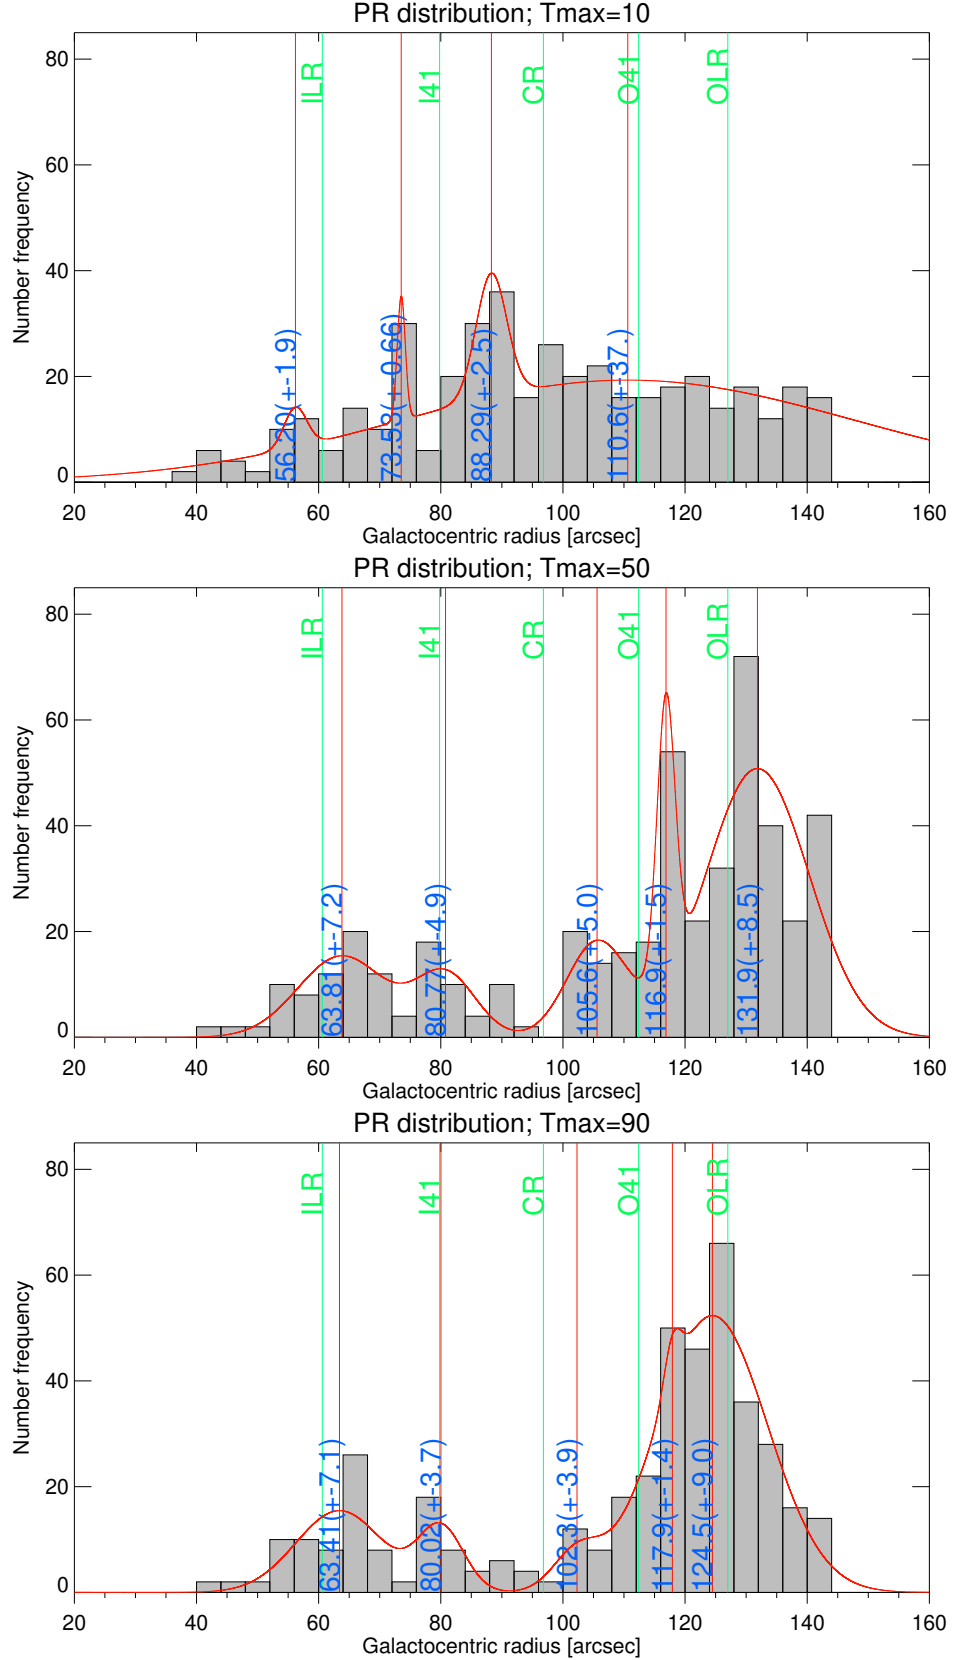 PR distribution; Tmax=10
80
60
40
20
0
Number frequency
ILR
I41
CR
O41
OLR
56.20(+-1.9)
73.53(+-0.66)
88.29(+-2.5)
110.6(+-37.)
20 40 60 80 100 120 140 160
Galactocentric radius [arcsec]
PR distribution; Tmax=50
80
60
40
20
0
Number frequency
ILR
I41
CR
O41
OLR
63.81(+-7.2)
80.77(+-4.9)
105.6(+-5.0)
116.9(+-1.5)
131.9(+-8.5)
20 40 60 80 100 120 140 160
Galactocentric radius [arcsec]
PR distribution; Tmax=90
80
60
40
20
0
Number frequency
ILR
I41
CR
O41
OLR
63.41(+-7.1)
80.02(+-3.7)
102.3(+-3.9)
117.9(+-1.4)
124.5(+-9.0)
20 40 60 80 100 120 140 160
Galactocentric radius [arcsec]